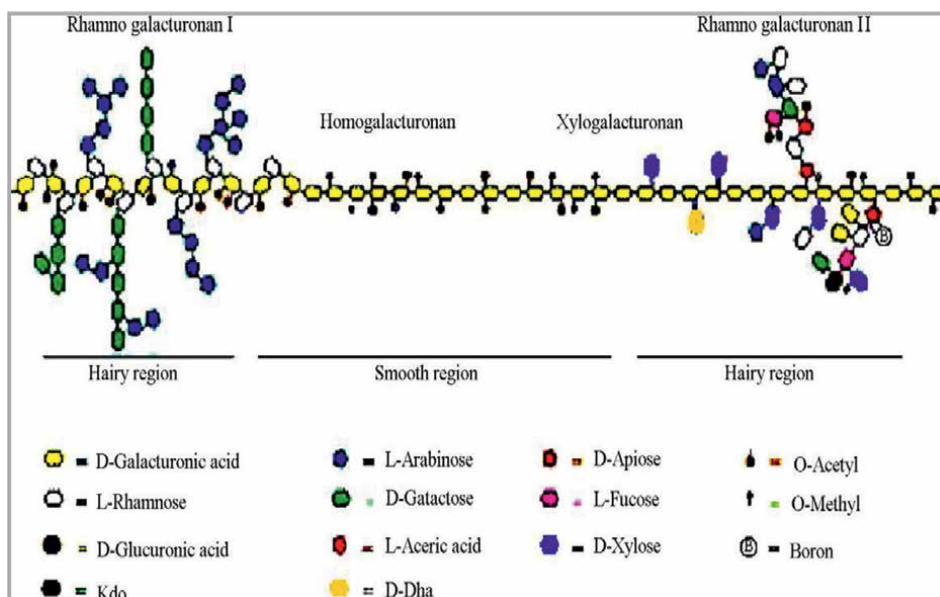 Rhamno galacturonan I
Rhamno galacturonan II
Homogalacturonan
Xylogalacturonan
B
Hairy region
Smooth region
Hairy region
D-Galacturonic acid
L-Arabinose
D-Apiose
O-Acetyl
L-Rhamnose
D-Gatactose
L-Fucose
O-Methyl
D-Glucuronic acid
L-Aceric acid
D-Xylose
B
Boron
Kdo
D-Dha